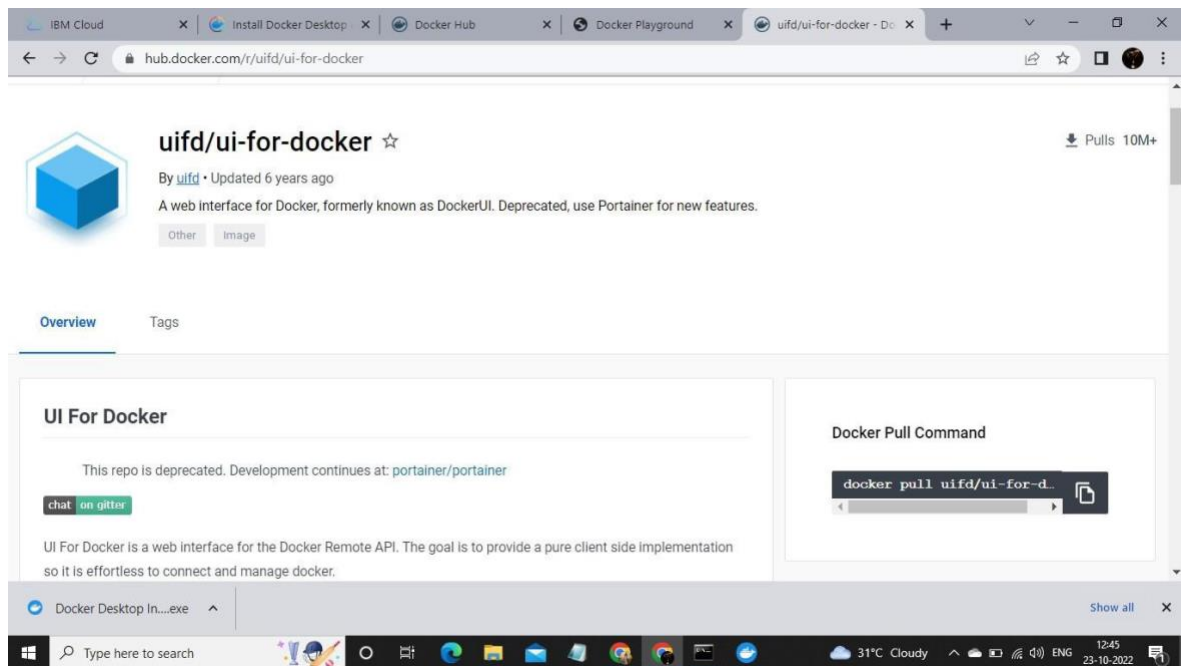 IBM Cloud
Install Docker Desktop
Docker Hub
Docker Playground
uifd/ui-for-docker - Do
hub.docker.com/r/uifd/ui-for-docker
uifd/ui-for-docker
Pulls 10M+
By uifd • Updated 6 years ago
A web interface for Docker, formerly known as DockerUI. Deprecated, use Portainer for new features.
Other Image
Overview Tags
UI For Docker
This repo is deprecated. Development continues at: portainer/portainer
chat on gitter
UI For Docker is a web interface for the Docker Remote API. The goal is to provide a pure client side implementation
so it is effortless to connect and manage docker.
Docker Pull Command
docker pull uifd/ui-for-d...
Docker Desktop In....exe
Show all
Type here to search
31°C Cloudy
ENG
12:45
23-10-2022